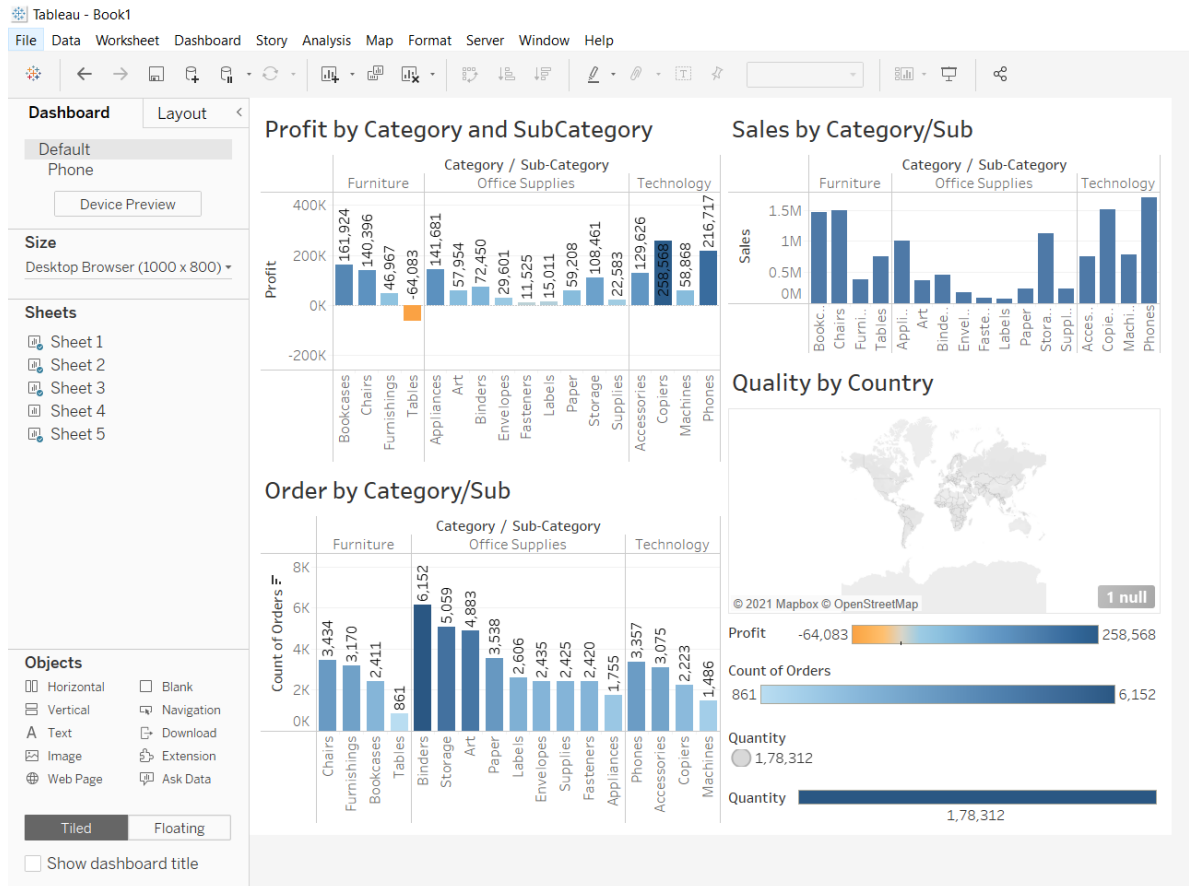 Tableau - Book1
File Data Worksheet Dashboard Story Analysis Map Format Server Window Help
Dashboard Layout <
Default
Phone
Device Preview
Size
Desktop Browser (1000 x 800)
Sheets
Sheet 1
Sheet 2
Sheet 3
Sheet 4
Sheet 5
Objects
Horizontal Blank
Vertical Navigation
A Text Download
Image Extension
Web Page Ask Data
Tiled Floating
Show dashboard title
Profit by Category and SubCategory
Category / Sub-Category
Furniture Office Supplies Technology
Profit
400K
200K
0K
-200K
161,924 140,396 46,967 -64,083 141,681 57,954 72,450 29,601 11,525 15,011 59,208 108,461 22,583 129,626 258,568 58,868 216,717
Bookcases Chairs Furnishings Tables Appliances Art Binders Envelopes Fasteners Labels Paper Storage Supplies Accessories Copiers Machines Phones
Sales by Category/Sub
Category / Sub-Category
Furniture Office Supplies Technology
Sales
1.5M
1M
0.5M
0M
Bookc.. Chairs Furni.. Tables Appli.. Art Binde.. Envel.. Faste.. Labels Paper Stora.. Suppl.. Acces.. Copie.. Machi.. Phones
Order by Category/Sub
Category / Sub-Category
Furniture Office Supplies Technology
Count of Orders
8K
6K
4K
2K
0K
3,434 3,170 2,411 861 6,152 5,059 4,883 3,538 2,606 2,435 2,425 2,420 1,755 3,357 3,075 2,223 1,486
Chairs Furnishings Bookcases Tables Binders Storage Art Paper Labels Envelopes Supplies Fasteners Appliances Phones Accessories Copiers Machines
Quality by Country
© 2021 Mapbox © OpenStreetMap
1 null
Profit -64,083 258,568
Count of Orders
861 6,152
Quantity
1,78,312
Quantity
1,78,312